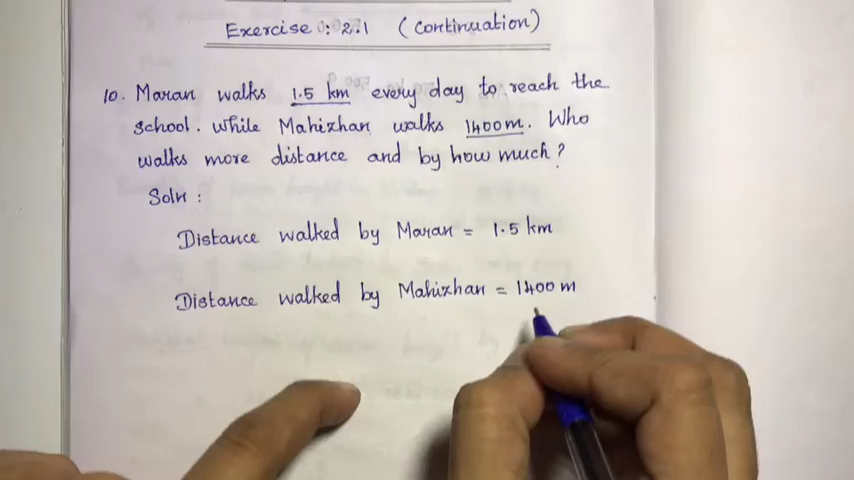 Exercise : 2.1 (Continuation)
10. Maran walks 1.5 km every day to reach the
school. while Mahizhan walks 1400m. Who
walks more distance and by how much?
Soln :
Distance walked by Maran = 1.5 km
Distance walked by Mahizhan = 1400 m